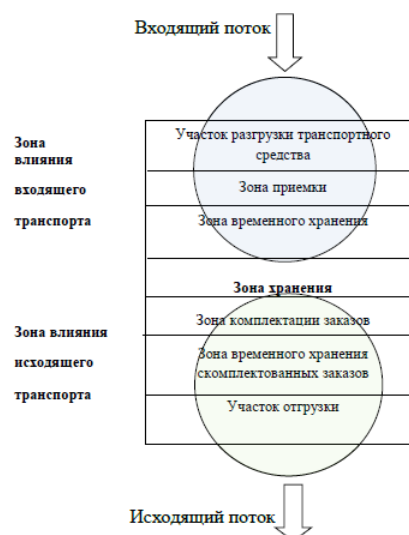 Входящий поток
Участок разгрузки транспортного
средства
Зона
влияния
входящего
транспорта
Зона приемки
Зона временного хранения
Зона хранения
Зона комплектации заказов
Зона влияния
исходящего
транспорта
Зона временного хранения
скомплектованных заказов
Участок отгрузки
Исходящий поток